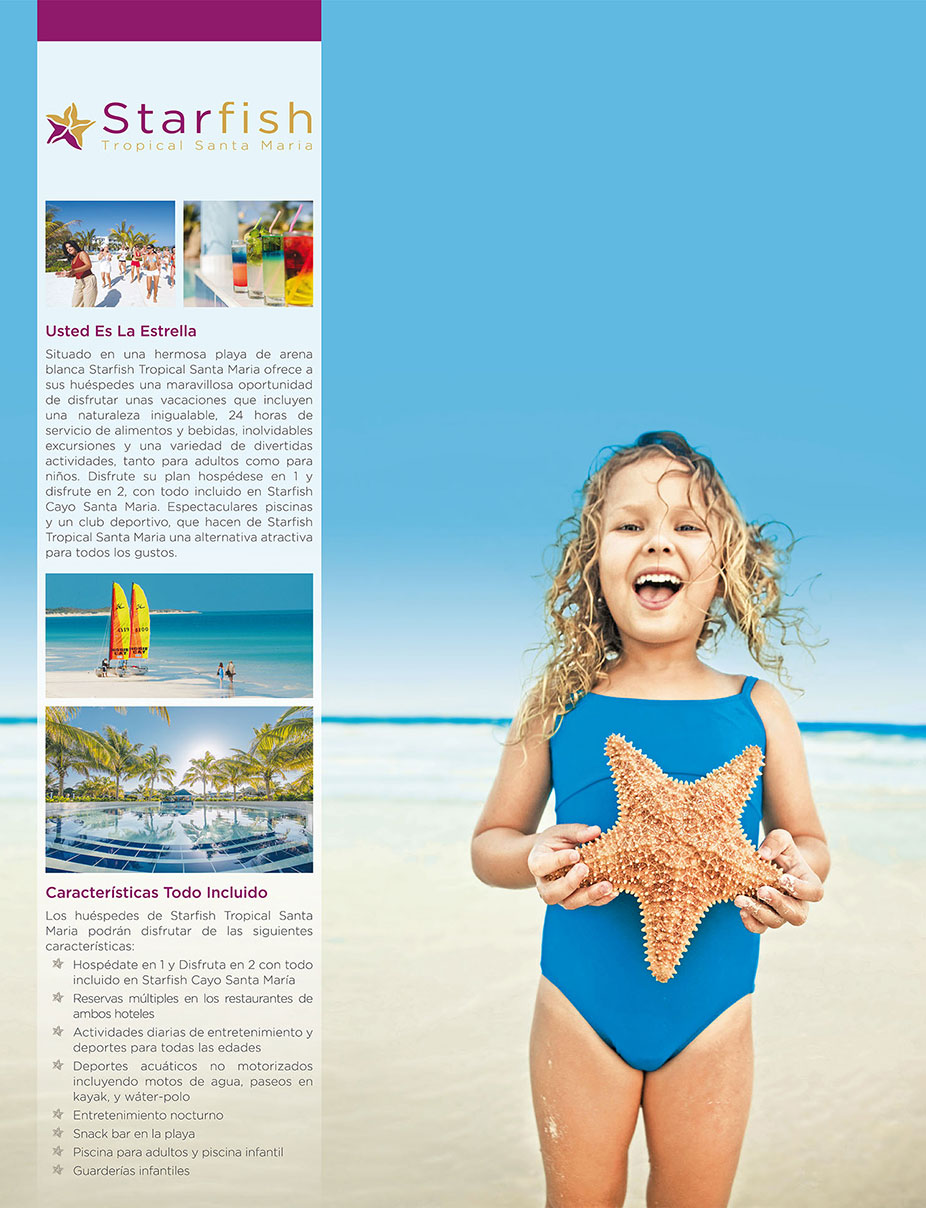 Starfish
Tropical Santa Maria
Usted Es La Estrella
Situado en una hermosa playa de arena
blanca Starfish Tropical Santa Maria ofrece a
sus huéspedes una maravillosa oportunidad
de disfrutar unas vacaciones que incluyen
una naturaleza inigualable, 24 horas de
servicio de alimentos y bebidas, inolvidables
excursiones y una variedad de divertidas
actividades, tanto para adultos como para
niños. Disfrute su plan hospédese en 1 y
disfrute en 2, con todo incluido en Starfish
Cayo Santa Maria. Espectaculares piscinas
y un club deportivo, que hacen de Starfish
Tropical Santa Maria una alternativa atractiva
para todos los gustos.
Características Todo Incluido
Los huéspedes de Starfish Tropical Santa
Maria podrán disfrutar de las siguientes
características:
Hospédate en 1 y Disfruta en 2 con todo
incluido en Starfish Cayo Santa María
Reservas múltiples en los restaurantes de
ambos hoteles
Actividades diarias de entretenimiento y
deportes para todas las edades
Deportes acuáticos no motorizados
incluyendo motos de agua, paseos en
kayak, y wáter-polo
Entretenimiento nocturno
Snack bar en la playa
Piscina para adultos y piscina infantil
Guarderías infantiles